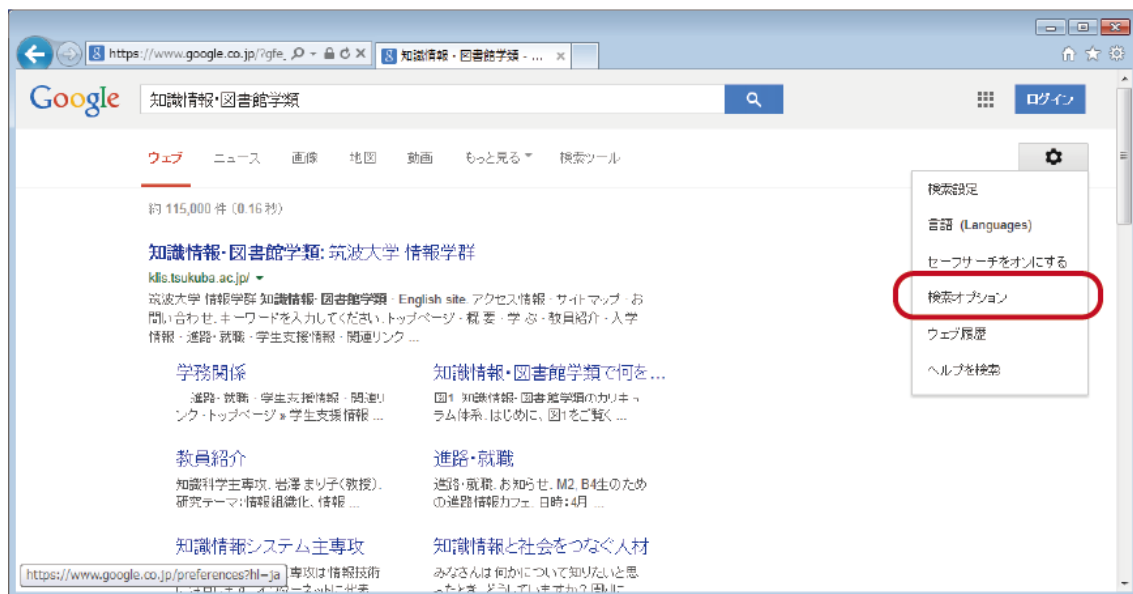 https://www.google.co.jp/?gfe_
知識情報・図書館学類 - ...
Google
知識情報・図書館学類
ログイン
ウェブ ニュース 画像 地図 動画 もっと見る 検索ツール
約 115,000 件 (0.16 秒)
検索設定
言語 (Languages)
セーフサーチをオンにする
検索オプション
ウェブ履歴
ヘルプを検索
知識情報・図書館学類: 筑波大学 情報学群
klis.tsukuba.ac.jp/
筑波大学 情報学群 知識情報・図書館学類 · English site. アクセス情報 · サイトマップ · お
問い合わせ. キーワードを入力してください. トップページ · 概 要 · 学 ぶ · 教員紹介 · 入学
情報 · 進路・就職 · 学生支援情報 · 関連リンク ...
学務関係
進路・就職 · 学生支援情報 · 関連リ
ンク · トップページ » 学生支援情報 ...
知識情報・図書館学類で何を...
図1 知識情報・図書館学類のカリキュ
ラム体系. はじめに、図1をご覧く ...
教員紹介
知識科学主専攻. 岩澤 まり子(教授).
研究テーマ:情報組織化、情報 ...
進路・就職
進路・就職. お知らせ. M2, B4生のため
の進路情報カフェ. 日時:4月 ...
知識情報システム主専攻
専攻は情報技術
知識情報と社会をつなぐ人材
みなさんは何かについて知りたいと思
https://www.google.co.jp/preferences?hl=ja